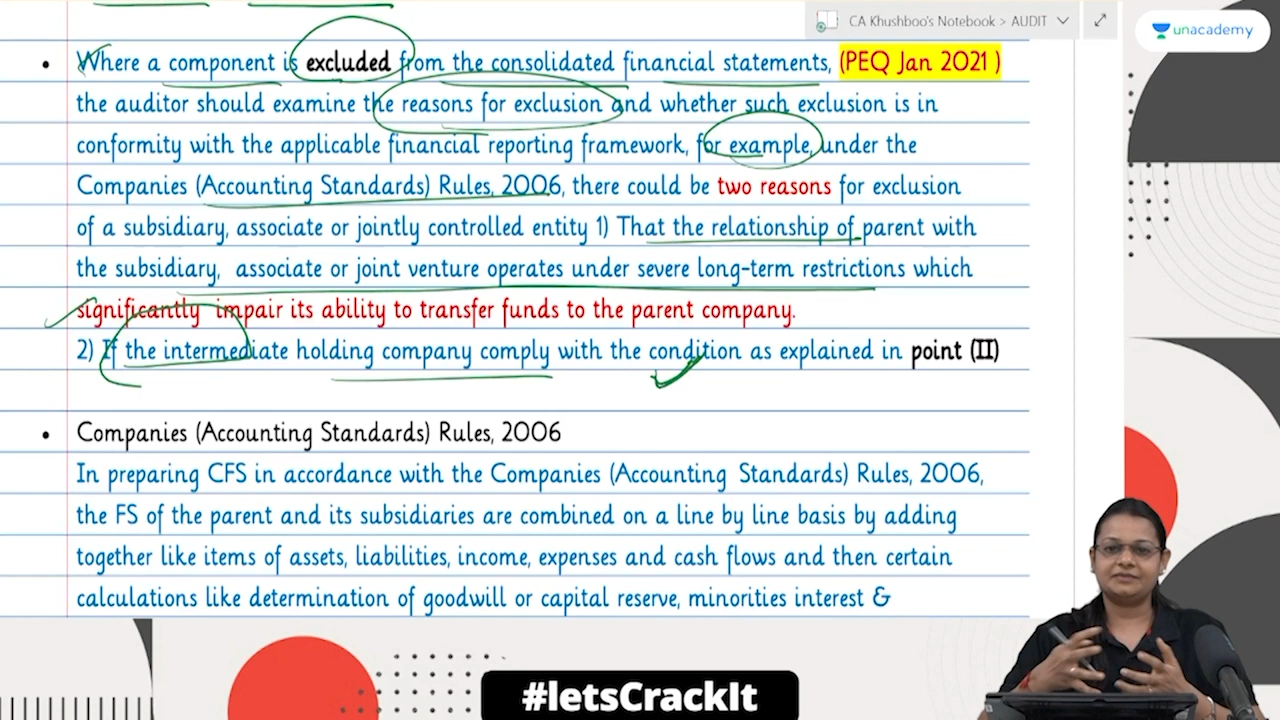 CA Khushboo's Notebook > AUDIT
unacademy
• Where a component is excluded from the consolidated financial statements, (PEQ Jan 2021 )
the auditor should examine the reasons for exclusion and whether such exclusion is in
conformity with the applicable financial reporting framework, for example, under the
Companies (Accounting Standards) Rules, 2006, there could be two reasons for exclusion
of a subsidiary, associate or jointly controlled entity 1) That the relationship of parent with
the subsidiary, associate or joint venture operates under severe long-term restrictions which
significantly impair its ability to transfer funds to the parent company.
2) If the intermediate holding company comply with the condition as explained in point (II)
• Companies (Accounting Standards) Rules, 2006
In preparing CFS in accordance with the Companies (Accounting Standards) Rules, 2006,
the FS of the parent and its subsidiaries are combined on a line by line basis by adding
together like items of assets, liabilities, income, expenses and cash flows and then certain
calculations like determination of goodwill or capital reserve, minorities interest &
#letsCrackIt